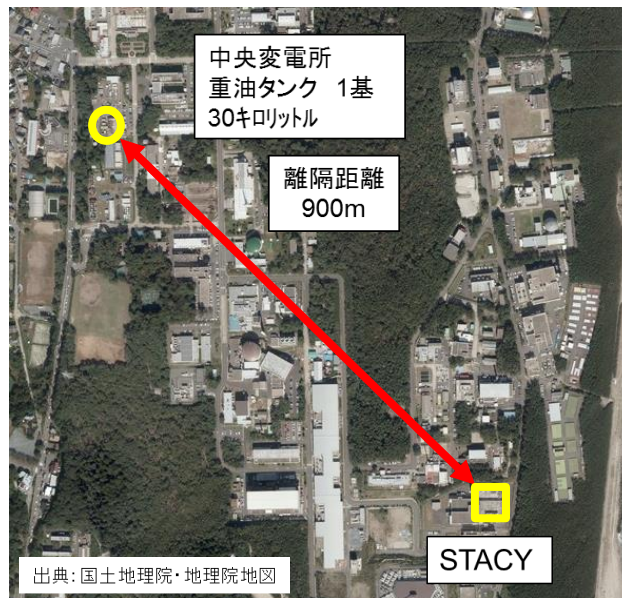 中央変電所
重油タンク 1基
30キロリットル
離隔距離
900m
STACY
出典：国土地理院・地理院地図